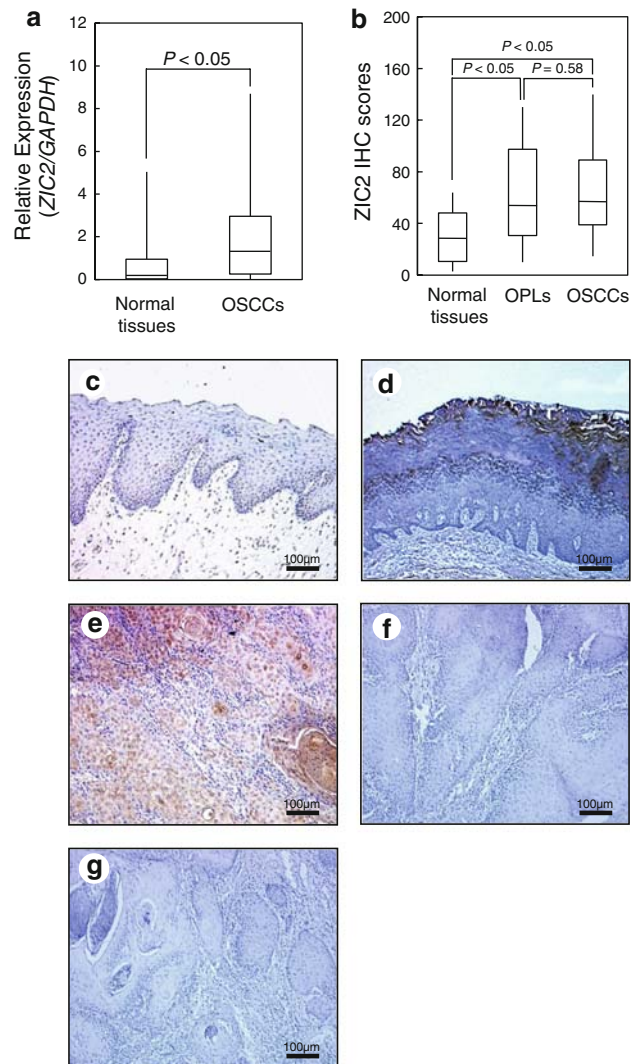 a
Relative Expression
(ZIC2/GAPDH)
12
10
8
6
4
2
0
P < 0.05
Normal
tissues
OSCCs
b
ZIC2 IHC scores
200
160
120
80
40
0
P < 0.05
P < 0.05
P = 0.58
Normal
tissues
OPLs
OSCCs
c
100µm
d
100µm
e
100µm
f
100µm
g
100µm